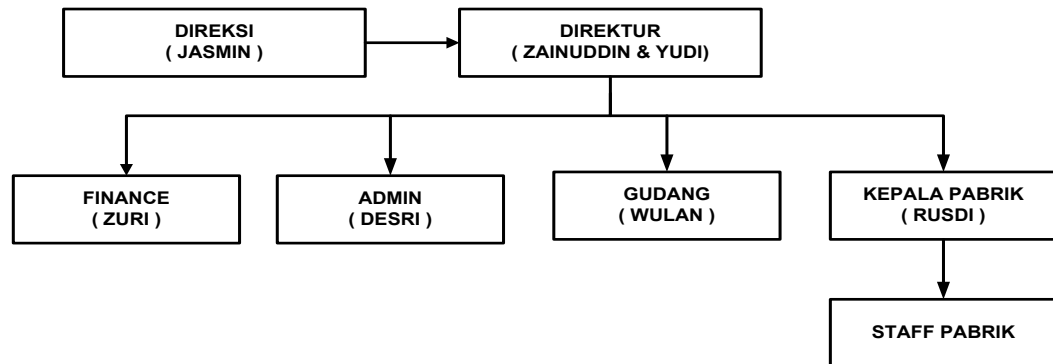 DIREKSI
( JASMIN )
DIREKTUR
( ZAINUDDIN & YUDI)
FINANCE
( ZURI )
ADMIN
( DESRI )
GUDANG
( WULAN )
KEPALA PABRIK
( RUSDI )
STAFF PABRIK